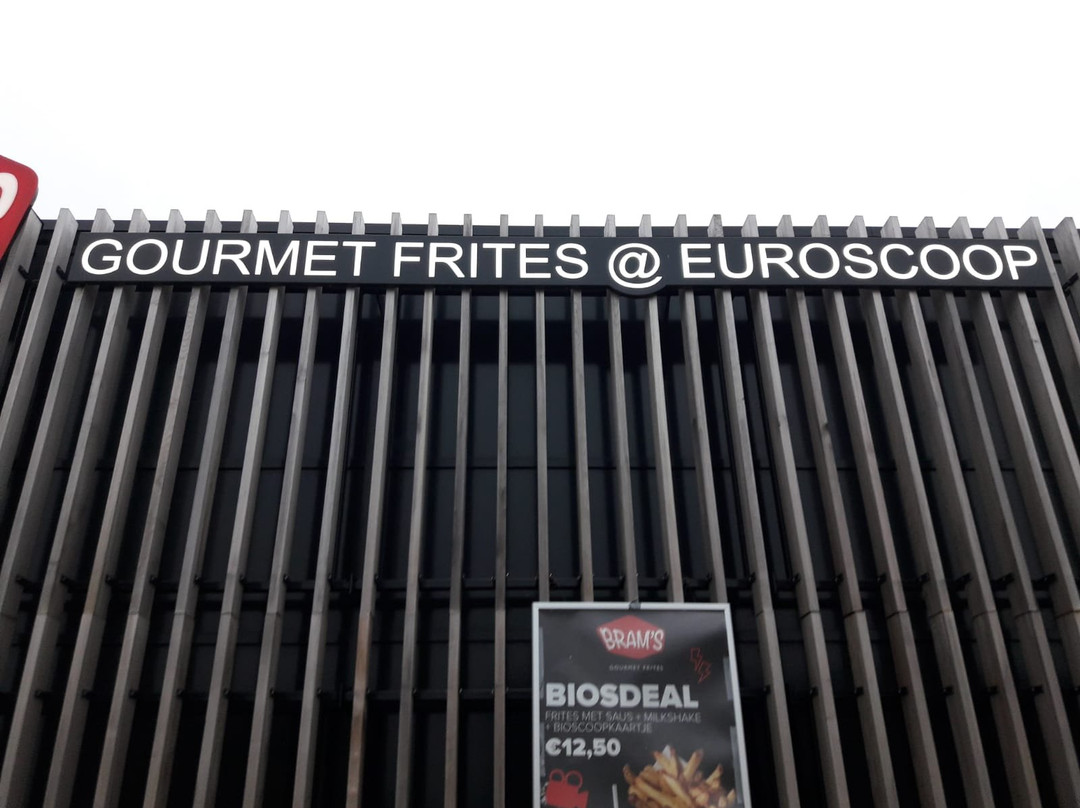 GOURMET FRITES @ EUROSCOOP
BRAM'S
GOURMET FRITES
BIOSDEAL
FRITES MET SAUS + MILKSHAKE
+ BIOSCOOPKAARTJE
€12,50